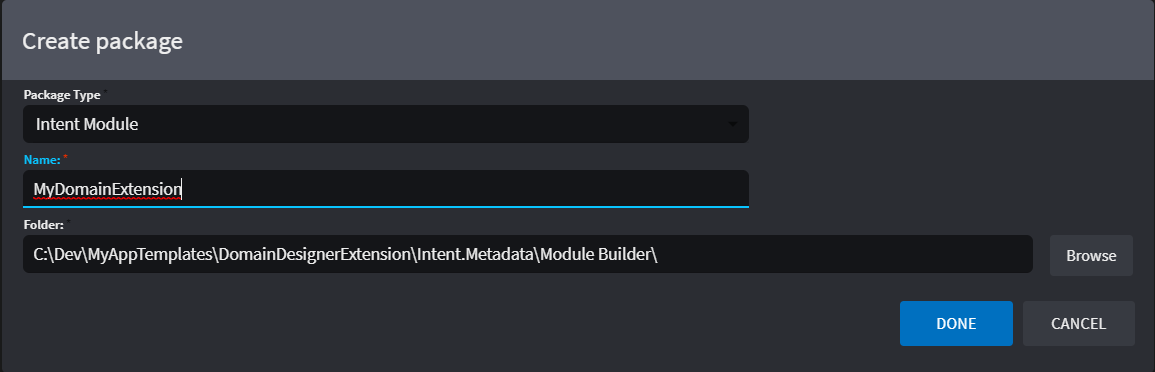 Create package
Package Type *
Intent Module
Name: *
MyDomainExtension
Folder: *
C:\Dev\MyAppTemplates\DomainDesignerExtension\Intent.Metadata\Module Builder\
Browse
DONE
CANCEL